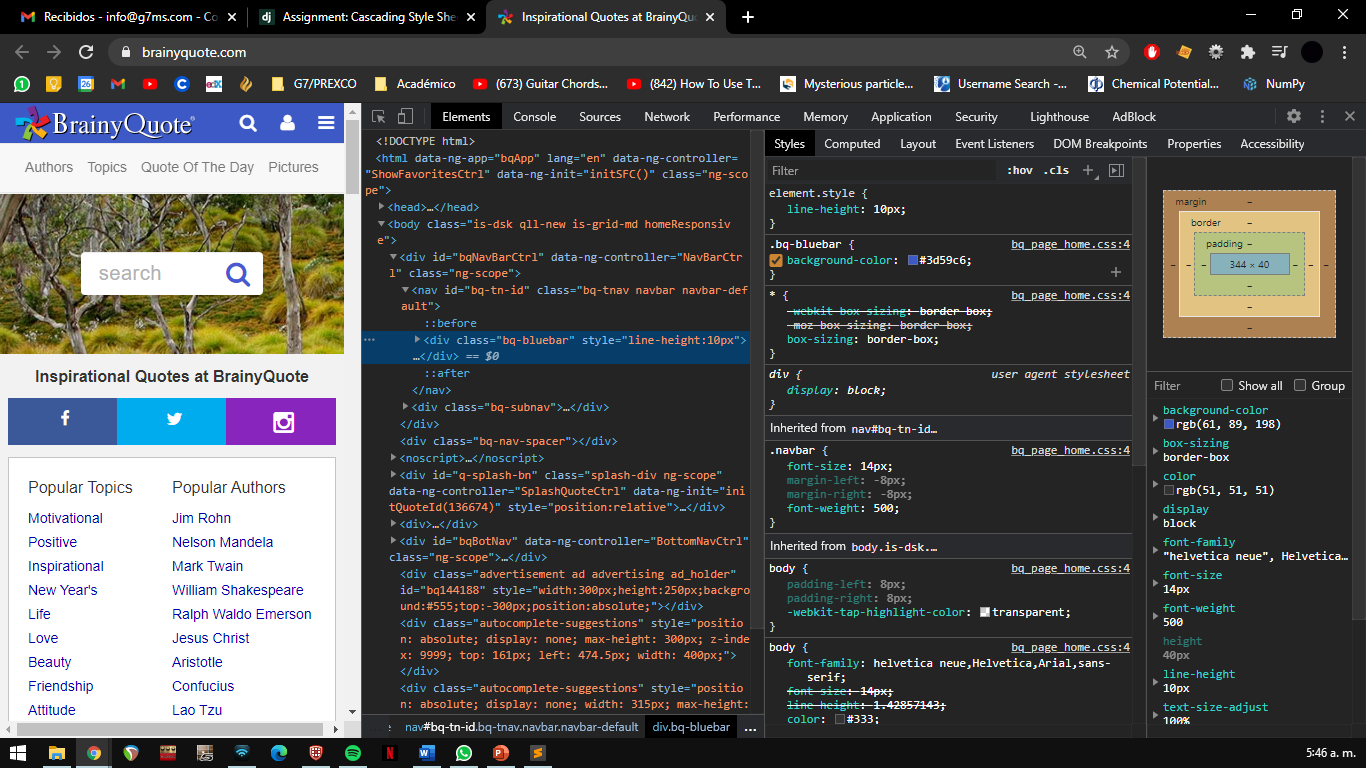 Recibidos - info@g7ms.com - Co
Assignment: Cascading Style She
Inspirational Quotes at BrainyQu
brainyquote.com
G7/PREXCO
Académico
(673) Guitar Chords...
(842) How To Use T...
Mysterious particle...
Username Search -...
Chemical Potential...
NumPy
BrainyQuote®
Authors Topics Quote Of The Day Pictures
search
Inspirational Quotes at BrainyQuote
Popular Topics
Motivational
Positive
Inspirational
New Year's
Life
Love
Beauty
Friendship
Attitude
Popular Authors
Jim Rohn
Nelson Mandela
Mark Twain
William Shakespeare
Ralph Waldo Emerson
Jesus Christ
Aristotle
Confucius
Lao Tzu
Elements Console Sources Network Performance Memory Application Security Lighthouse AdBlock
<!DOCTYPE html>
<html data-ng-app="bqApp" lang="en" data-ng-controller=
"ShowFavoritesCtrl" data-ng-init="initSFC()" class="ng-sco
pe">
<head>…</head>
<body class="is-dsk qll-new is-grid-md homeResponsiv
e">
<div id="bqNavBarCtrl" data-ng-controller="NavBarCtr
l" class="ng-scope">
<nav id="bq-tn-id" class="bq-tnav navbar navbar-def
ault">
::before
<div class="bq-bluebar" style="line-height:10px">
…</div> == $0
::after
</nav>
<div class="bq-subnav">…</div>
</div>
<div class="bq-nav-spacer"></div>
<noscript>…</noscript>
<div id="q-splash-bn" class="splash-div ng-scope"
data-ng-controller="SplashQuoteCtrl" data-ng-init="ini
tQuoteId(136674)" style="position:relative">…</div>
<div>…</div>
<div id="bqBotNav" data-ng-controller="BottomNavCtrl"
class="ng-scope">…</div>
<div class="advertisement ad advertising ad_holder"
id="bq144188" style="width:300px;height:250px;backgro
und:#555;top:-300px;position:absolute;"></div>
<div class="autocomplete-suggestions" style="positio
n: absolute; display: none; max-height: 300px; z-inde
x: 9999; top: 161px; left: 474.5px; width: 400px;">
</div>
<div class="autocomplete-suggestions" style="positio
n: absolute; display: none; width: 315px; max-height:
nav#bq-tn-id.bq-tnav.navbar.navbar-default div.bq-bluebar ...
Styles Computed Layout Event Listeners DOM Breakpoints Properties Accessibility
Filter :hov .cls
element.style {
line-height: 10px;
}
.bq-bluebar { bq_page_home.css:4
background-color: #3d59c6;
}
* { bq_page_home.css:4
-webkit-box-sizing: border-box;
-moz-box-sizing: border-box;
box-sizing: border-box;
}
div { user agent stylesheet
display: block;
}
Inherited from nav#bq-tn-id…
.navbar { bq_page_home.css:4
font-size: 14px;
margin-left: -8px;
margin-right: -8px;
font-weight: 500;
}
Inherited from body.is-dsk.…
body { bq_page_home.css:4
padding-left: 8px;
padding-right: 8px;
-webkit-tap-highlight-color: transparent;
}
body { bq_page_home.css:4
font-family: helvetica neue,Helvetica,Arial,sans-
serif;
font-size: 14px;
line-height: 1.42857143;
color: #333;
margin
border
padding
344 × 40
Filter Show all Group
background-color
rgb(61, 89, 198)
box-sizing
border-box
color
rgb(51, 51, 51)
display
block
font-family
"helvetica neue", Helvetica…
font-size
14px
font-weight
500
height
40px
line-height
10px
text-size-adjust
100%
5:46 a. m.